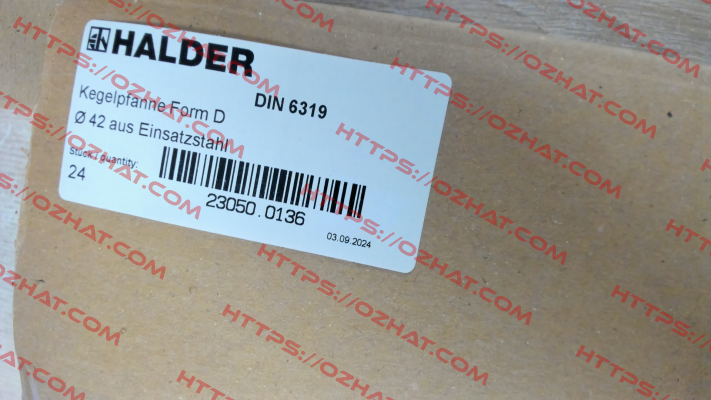 HALDER
Kegelpfanne Form D DIN 6319
Ø 42 aus Einsatzstahl
Stück / quantity:
24
23050.0136
03.09.2024
HTTPS://OZHAT.COM